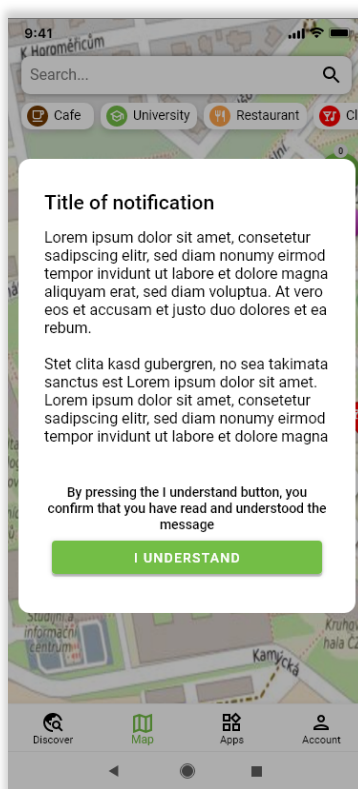 9:41
K Horoměřicům
Search...
Cafe
University
Restaurant
Cl
0
Title of notification
Lorem ipsum dolor sit amet, consetetur
sadipscing elitr, sed diam nonumy eirmod
tempor invidunt ut labore et dolore magna
aliquyam erat, sed diam voluptua. At vero
eos et accusam et justo duo dolores et ea
rebum.
Stet clita kasd gubergren, no sea takimata
sanctus est Lorem ipsum dolor sit amet.
Lorem ipsum dolor sit amet, consetetur
sadipscing elitr, sed diam nonumy eirmod
tempor invidunt ut labore et dolore magna
By pressing the I understand button, you
confirm that you have read and understood the
message
I UNDERSTAND
Studijní a
informační
centrum
Kruhov
hala Č
Kamýcká
Discover
Map
Apps
Account